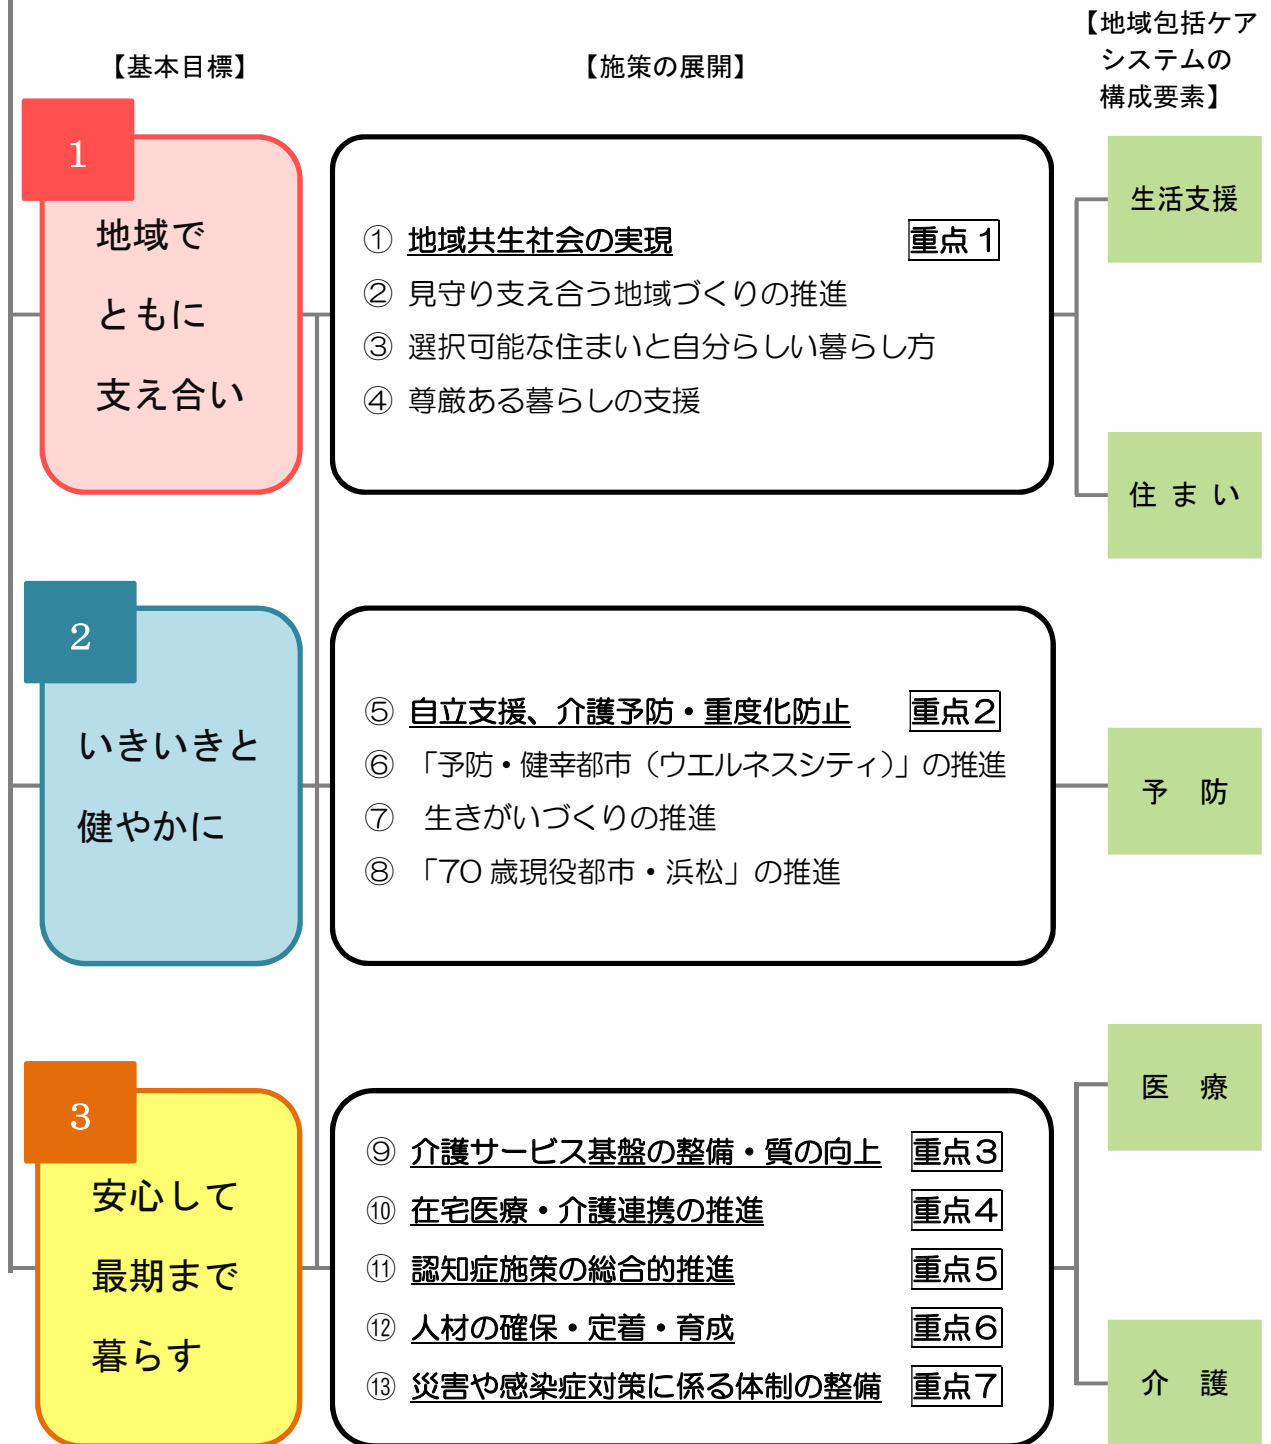 【基本目標】
【施策の展開】
【地域包括ケア
システムの
構成要素】
1
地域で
ともに
支え合い
① 地域共生社会の実現 重点１
② 見守り支え合う地域づくりの推進
③ 選択可能な住まいと自分らしい暮らし方
④ 尊厳ある暮らしの支援
生活支援
住 ま い
2
いきいきと
健やかに
⑤ 自立支援、介護予防・重度化防止 重点２
⑥ 「予防・健幸都市（ウエルネスシティ）」の推進
⑦ 生きがいづくりの推進
⑧ 「70 歳現役都市・浜松」の推進
予 防
3
安心して
最期まで
暮らす
⑨ 介護サービス基盤の整備・質の向上 重点３
⑩ 在宅医療・介護連携の推進 重点４
⑪ 認知症施策の総合的推進 重点５
⑫ 人材の確保・定着・育成 重点６
⑬ 災害や感染症対策に係る体制の整備 重点７
医 療
介 護